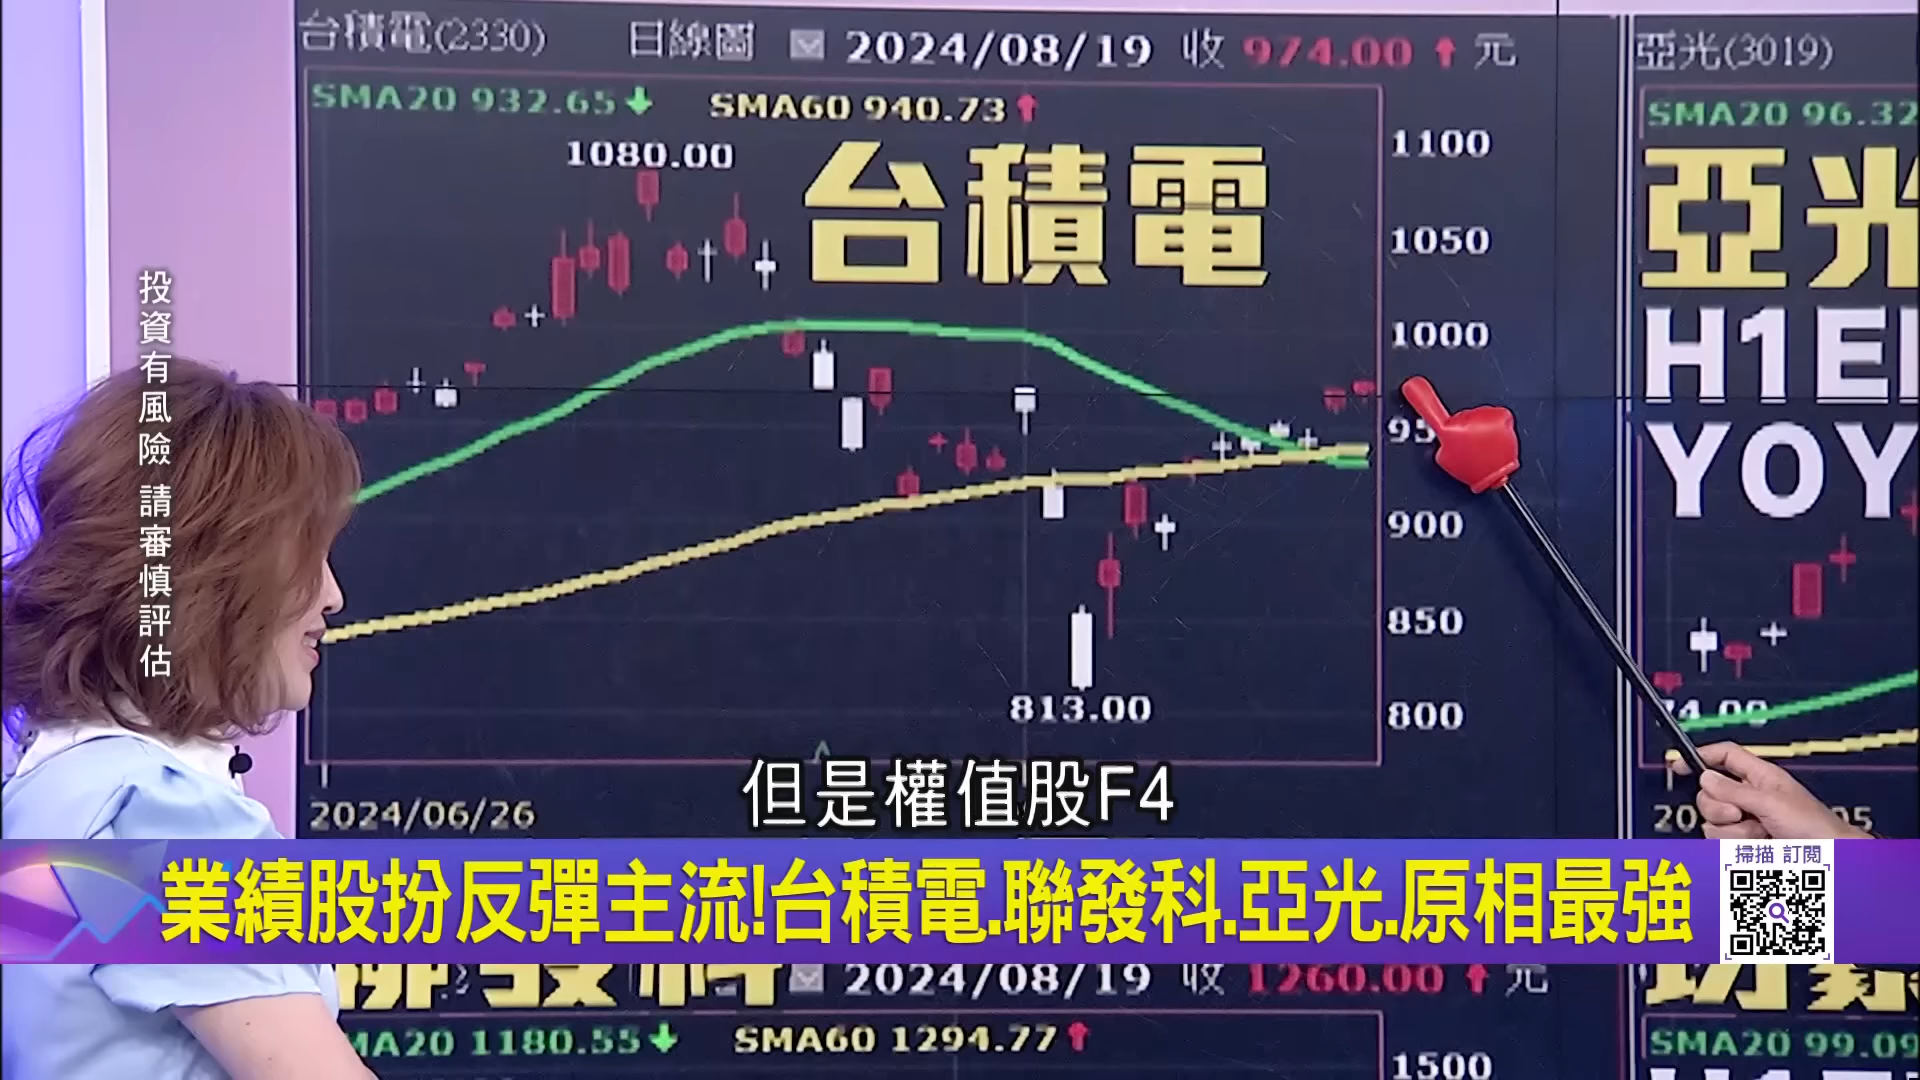 台積電(2330) 日線圖 2024/08/19 收 974.00 ↑ 元
SMA20 932.65 ↓ SMA60 940.73 ↑
1080.00
台積電
1100
1050
1000
900
850
800
813.00
2024/06/26
亞光(3019)
SMA20 96.32
亞光
H1E
YOY
74.00
投資有風險 請審慎評估
但是權值股F4
業績股扮反彈主流!台積電.聯發科.亞光.原相最強
掃描 訂閱
2024/08/19 收 1260.00 ↑ 元
SMA20 1180.55 ↓ SMA60 1294.77 ↑
1500
SMA20 99.09